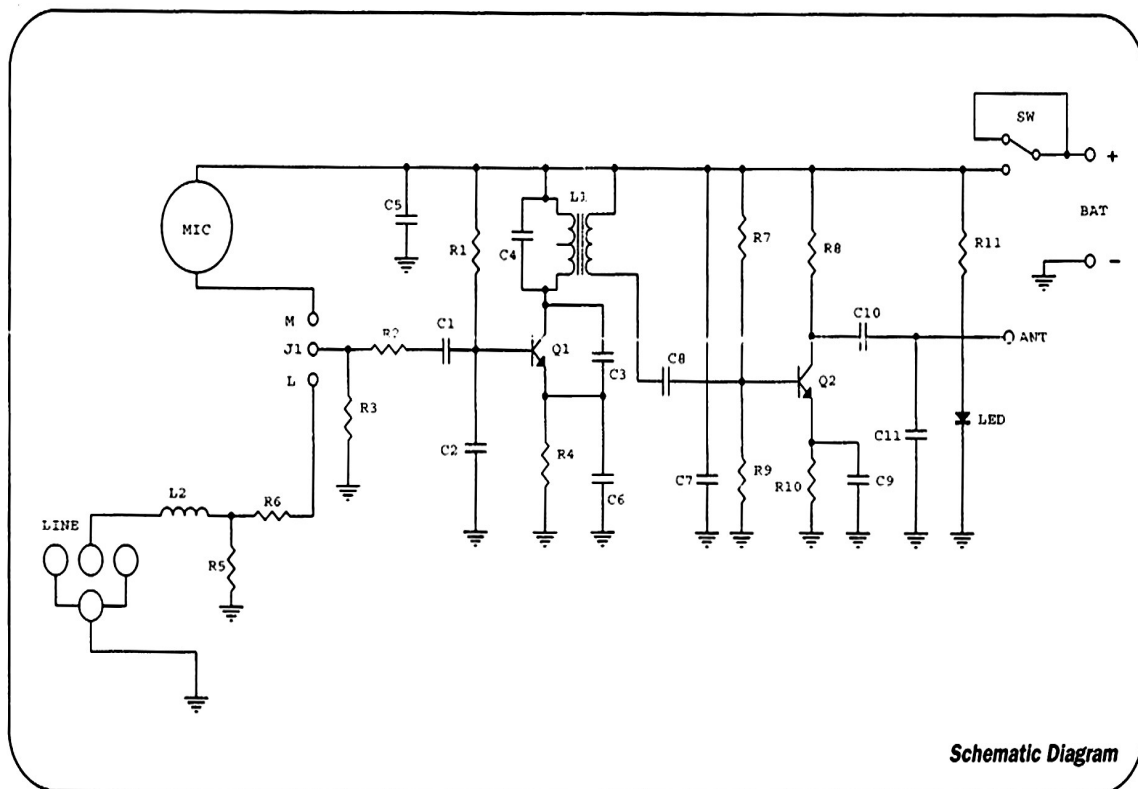 SW
+
BAT
-
MIC
C5
R1
C4
L1
R7
R8
R11
M
J1
L
R2
C1
Q1
C3
C8
Q2
C10
ANT
R3
C2
R4
C6
C7
R9
R10
C9
C11
LED
L2
R6
LINE
R5
Schematic Diagram